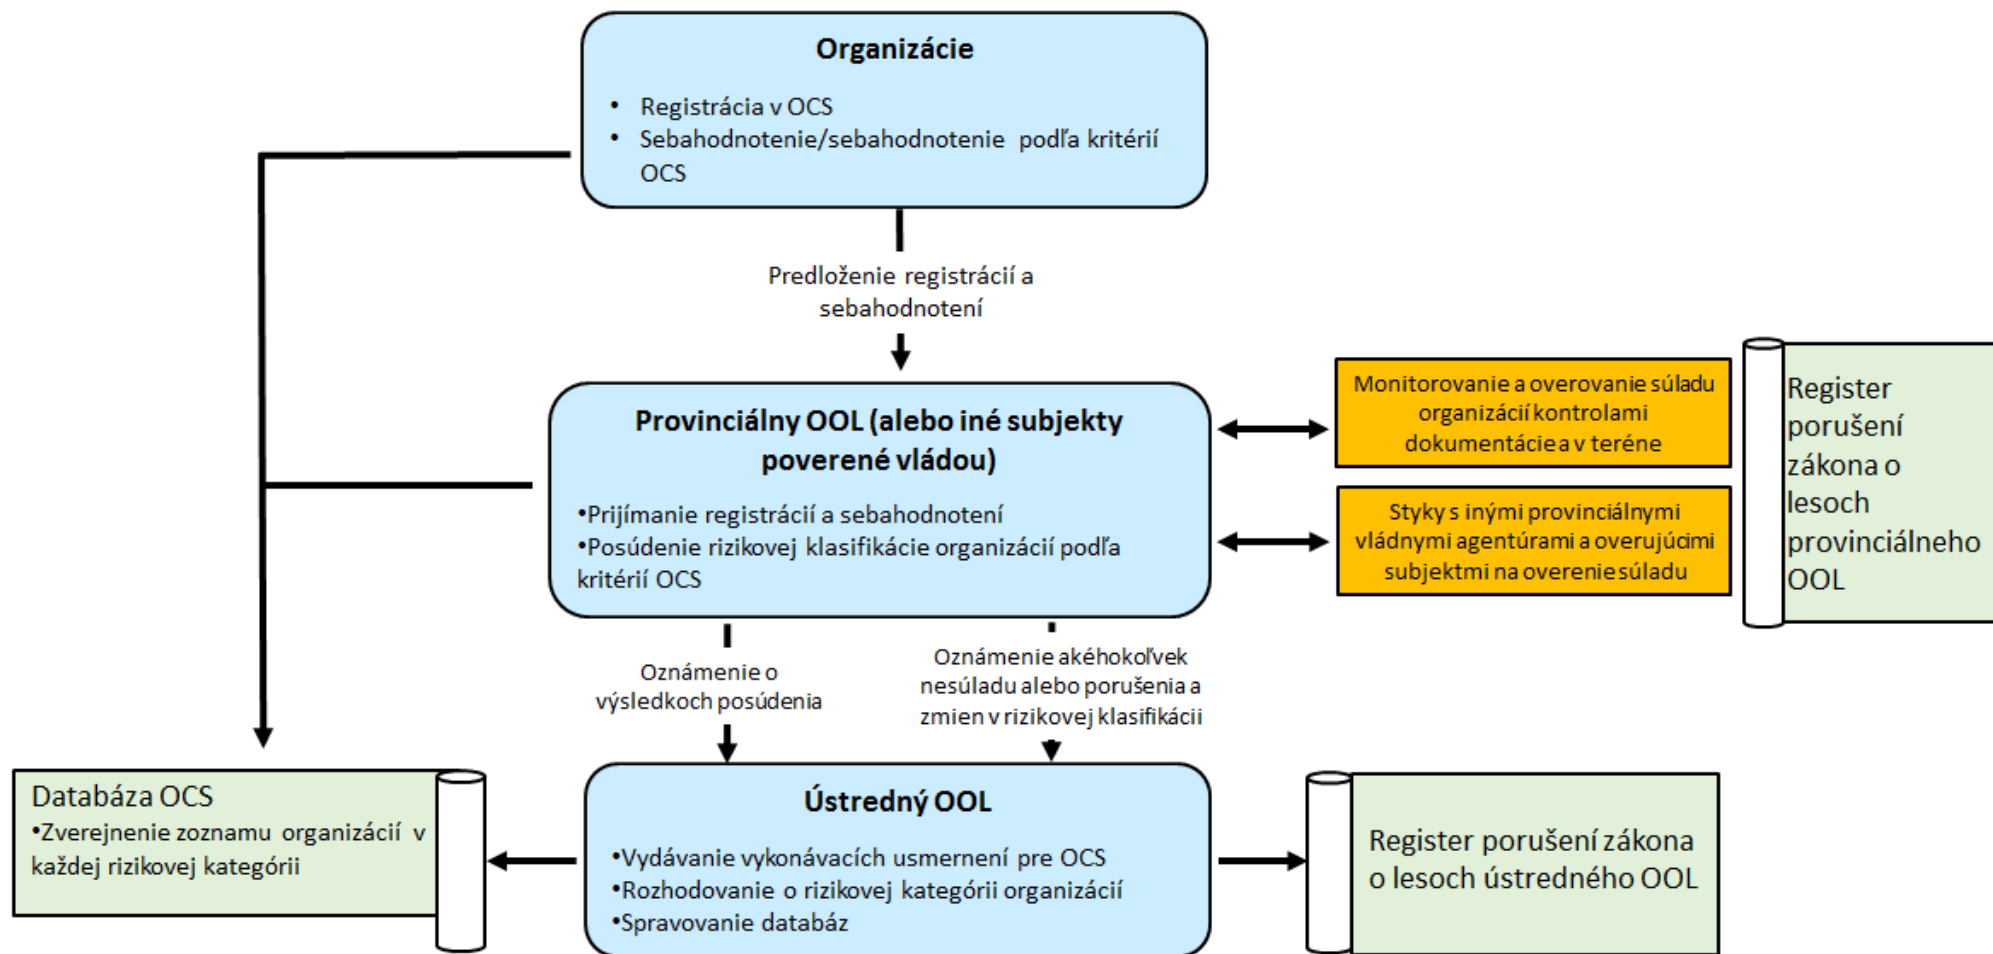 Organizácie
• Registrácia v OCS
• Sebahodnotenie/sebahodnotenie podľa kritérií
OCS
Predloženie registrácií a
sebahodnotení
Provinciálny OOL (alebo iné subjekty
poverené vládou)
•Prijímanie registrácií a sebahodnotení
•Posúdenie rizikovej klasifikácie organizácií podľa
kritérií OCS
Monitorovanie a overovanie súladu
organizácií kontrolami
dokumentácie a v teréne
Styky s inými provinciálnymi
vládnymi agentúrami a overujúcimi
subjektmi na overenie súladu
Register
porušení
zákona o
lesoch
provinciálneho
OOL
Oznámenie o
výsledkoch posúdenia
Oznámenie akéhokoľvek
nesúladu alebo porušenia a
zmien v rizikovej klasifikácii
Databáza OCS
•Zverejnenie zoznamu organizácií v
každej rizikovej kategórii
Ústredný OOL
•Vydávanie vykonávacích usmernení pre OCS
•Rozhodovanie o rizikovej kategórii organizácií
•Spravovanie databáz
Register porušení zákona
o lesoch ústredného OOL